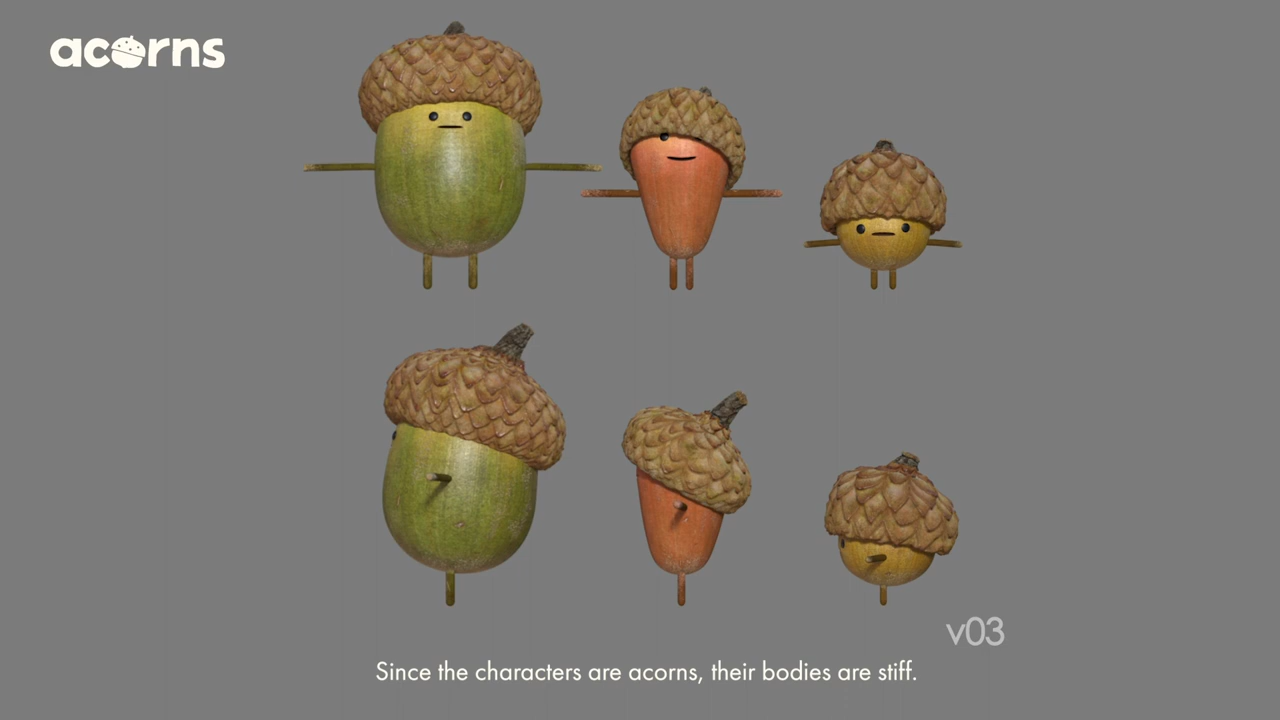 acorns
v03
Since the characters are acorns, their bodies are stiff.